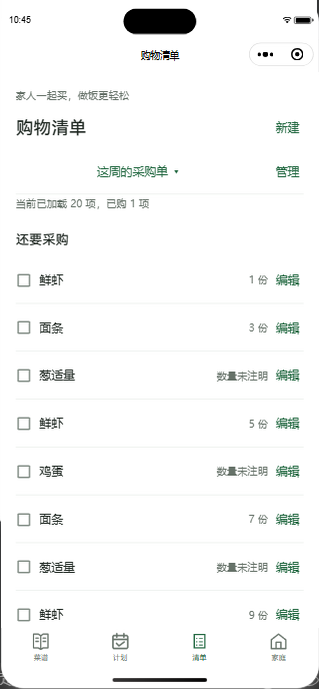 10:45
购物清单
家人一起买，做饭更轻松
购物清单 新建
这周的采购单 ▾ 管理
当前已加载 20 项，已购 1 项
还要采购
鲜虾 1 份 编辑
面条 3 份 编辑
葱适量 数量未注明 编辑
鲜虾 5 份 编辑
鸡蛋 数量未注明 编辑
面条 7 份 编辑
葱适量 数量未注明 编辑
鲜虾 9 份 编辑
菜谱 计划 清单 家庭